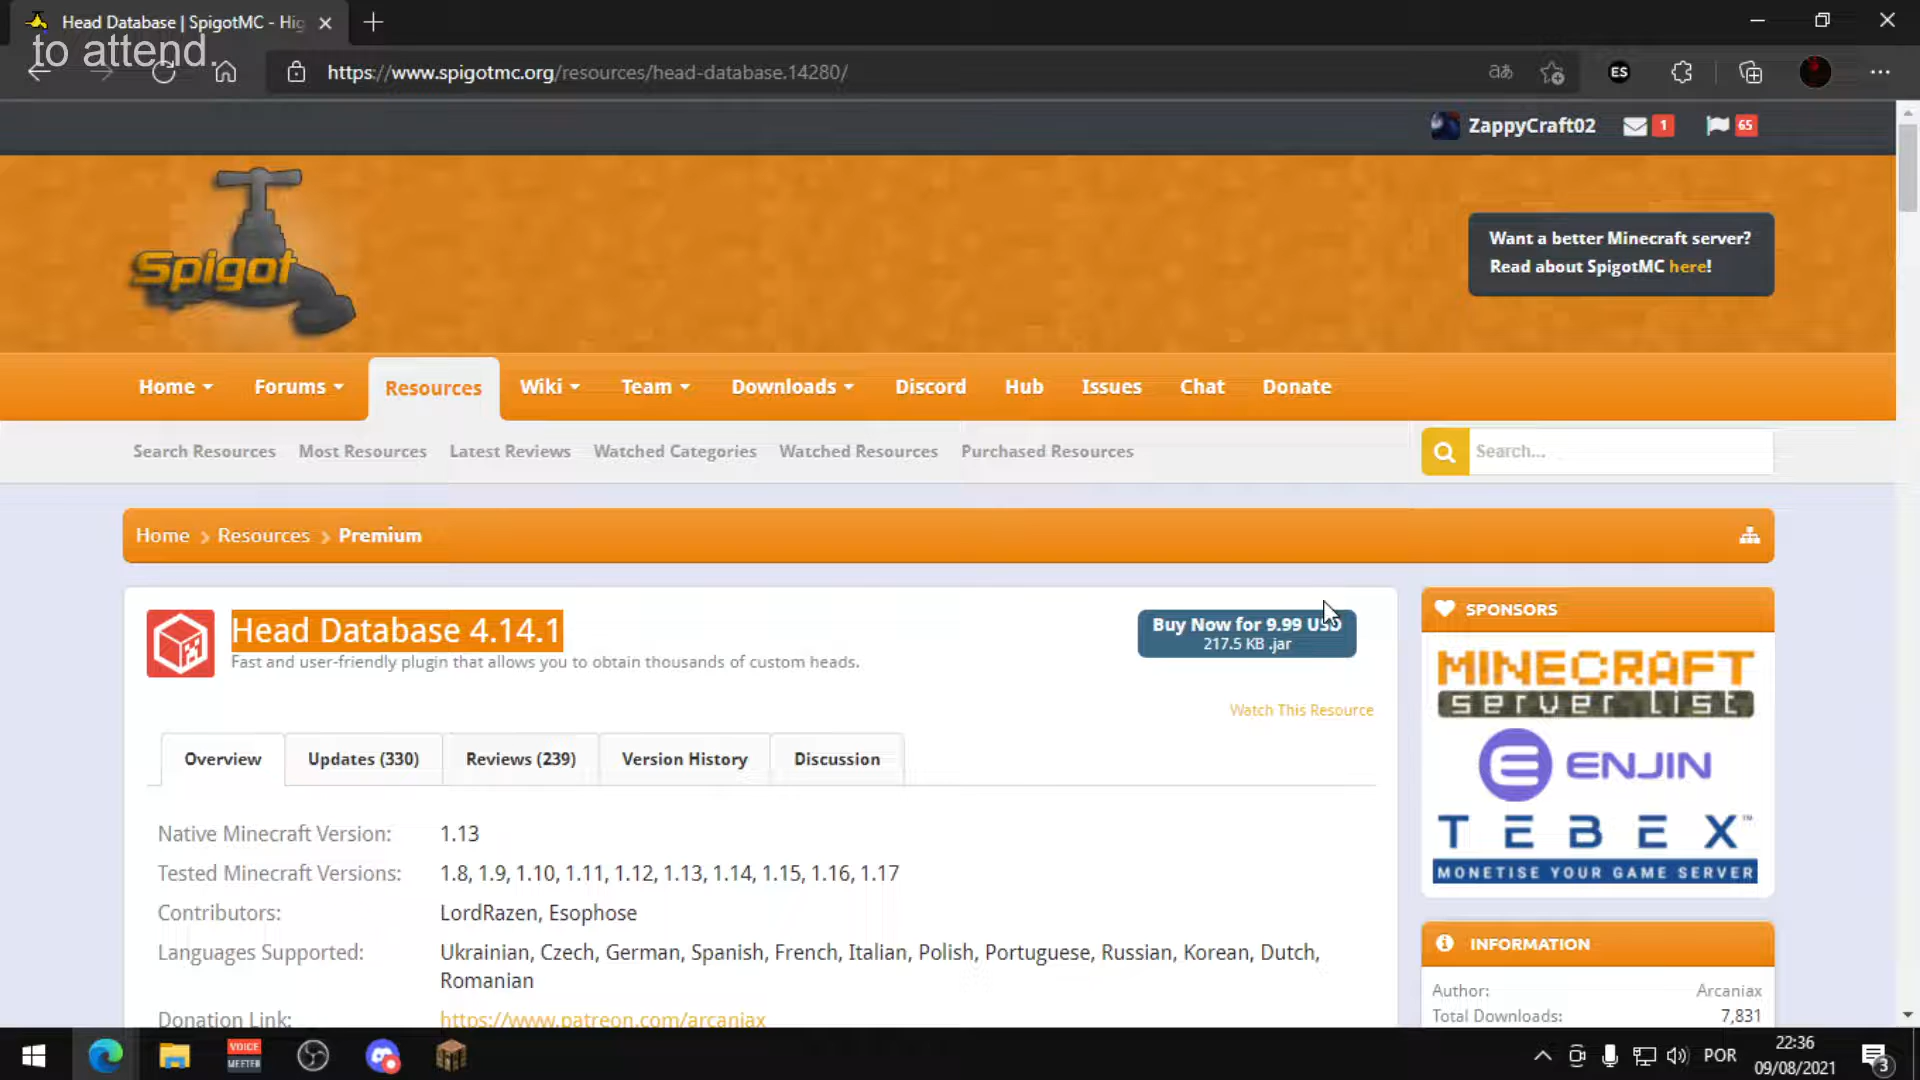 Head Database | SpigotMC - Hig
to attend.
https://www.spigotmc.org/resources/head-database.14280/
ES
ZappyCraft02 1 65
Spigot
Want a better Minecraft server?
Read about SpigotMC here!
Home Forums Resources Wiki Team Downloads Discord Hub Issues Chat Donate
Search Resources Most Resources Latest Reviews Watched Categories Watched Resources Purchased Resources Search...
Home Resources Premium
Head Database 4.14.1
Fast and user-friendly plugin that allows you to obtain thousands of custom heads.
Buy Now for 9.99 USD
217.5 KB .jar
Watch This Resource
Overview Updates (330) Reviews (239) Version History Discussion
Native Minecraft Version: 1.13
Tested Minecraft Versions: 1.8, 1.9, 1.10, 1.11, 1.12, 1.13, 1.14, 1.15, 1.16, 1.17
Contributors: LordRazen, Esophose
Languages Supported: Ukrainian, Czech, German, Spanish, French, Italian, Polish, Portuguese, Russian, Korean, Dutch,
Romanian
Donation Link: https://www.patreon.com/arcaniax
SPONSORS
MINECRAFT
server list
ENJIN
TEBEX™
MONETISE YOUR GAME SERVER
INFORMATION
Author: Arcaniax
Total Downloads: 7,831
VOICE
MEETER
POR
22:36
09/08/2021
3